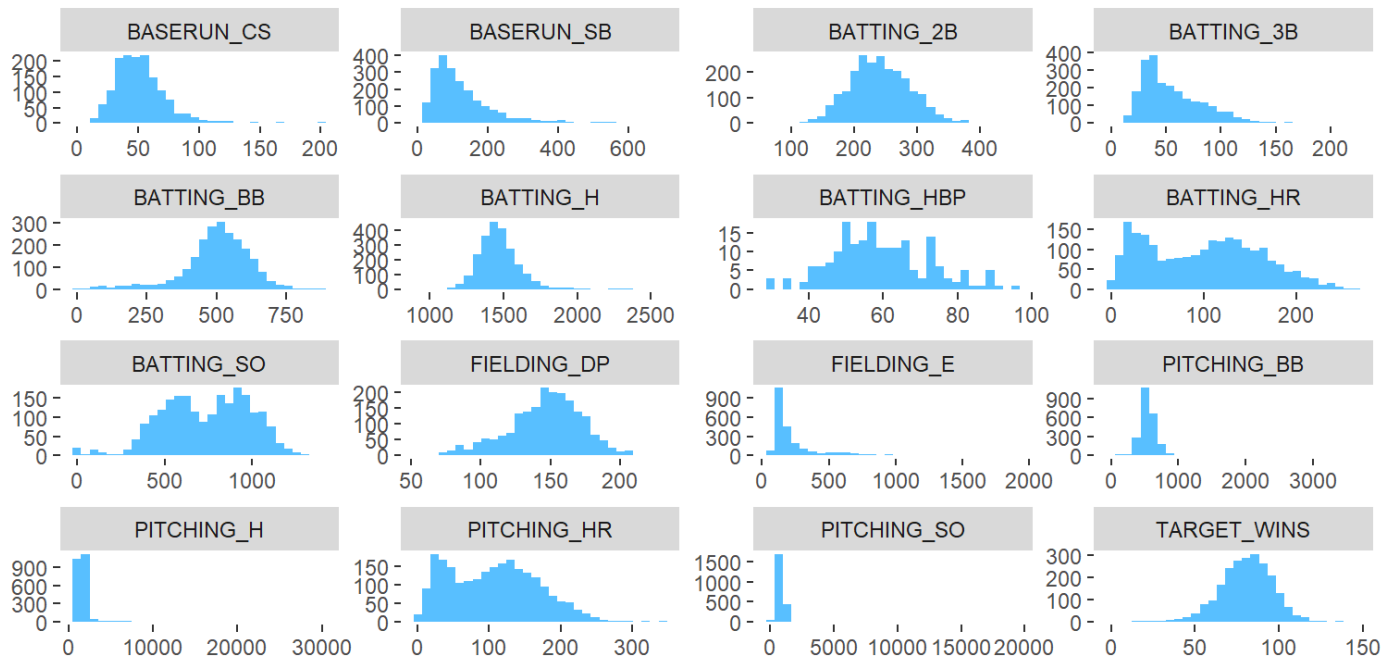 BASERUN_CS BASERUN_SB BATTING_2B BATTING_3B
200 150 100 50 0
400 300 200 100 0
200 100 0
400 300 200 100 0
0 50 100 150 200
0 200 400 600
100 200 300 400
0 50 100 150 200
BATTING_BB BATTING_H BATTING_HBP BATTING_HR
300 200 100 0
400 300 200 100 0
15 10 5 0
150 100 50 0
0 250 500 750
1000 1500 2000 2500
40 60 80 100
0 100 200
BATTING_SO FIELDING_DP FIELDING_E PITCHING_BB
150 100 50 0
200 150 100 50 0
900 600 300 0
900 600 300 0
0 500 1000
50 100 150 200
0 500 1000 1500 2000
0 1000 2000 3000
PITCHING_H PITCHING_HR PITCHING_SO TARGET_WINS
900 600 300 0
150 100 50 0
1500 1000 500 0
300 200 100 0
0 10000 20000 30000
0 100 200 300
0 5000 10000 15000 20000
0 50 100 150